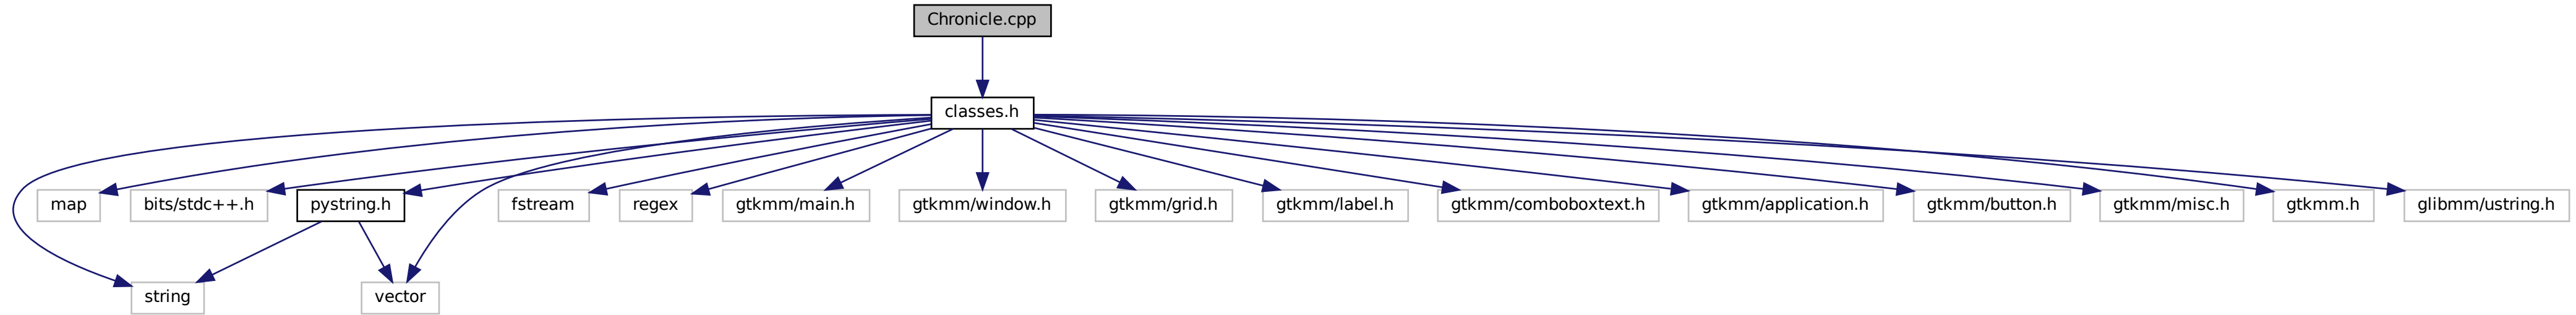 Chronicle.cpp
classes.h
map
bits/stdc++.h
pystring.h
fstream
regex
gtkmm/main.h
gtkmm/window.h
gtkmm/grid.h
gtkmm/label.h
gtkmm/comboboxtext.h
gtkmm/application.h
gtkmm/button.h
gtkmm/misc.h
gtkmm.h
glibmm/ustring.h
string
vector